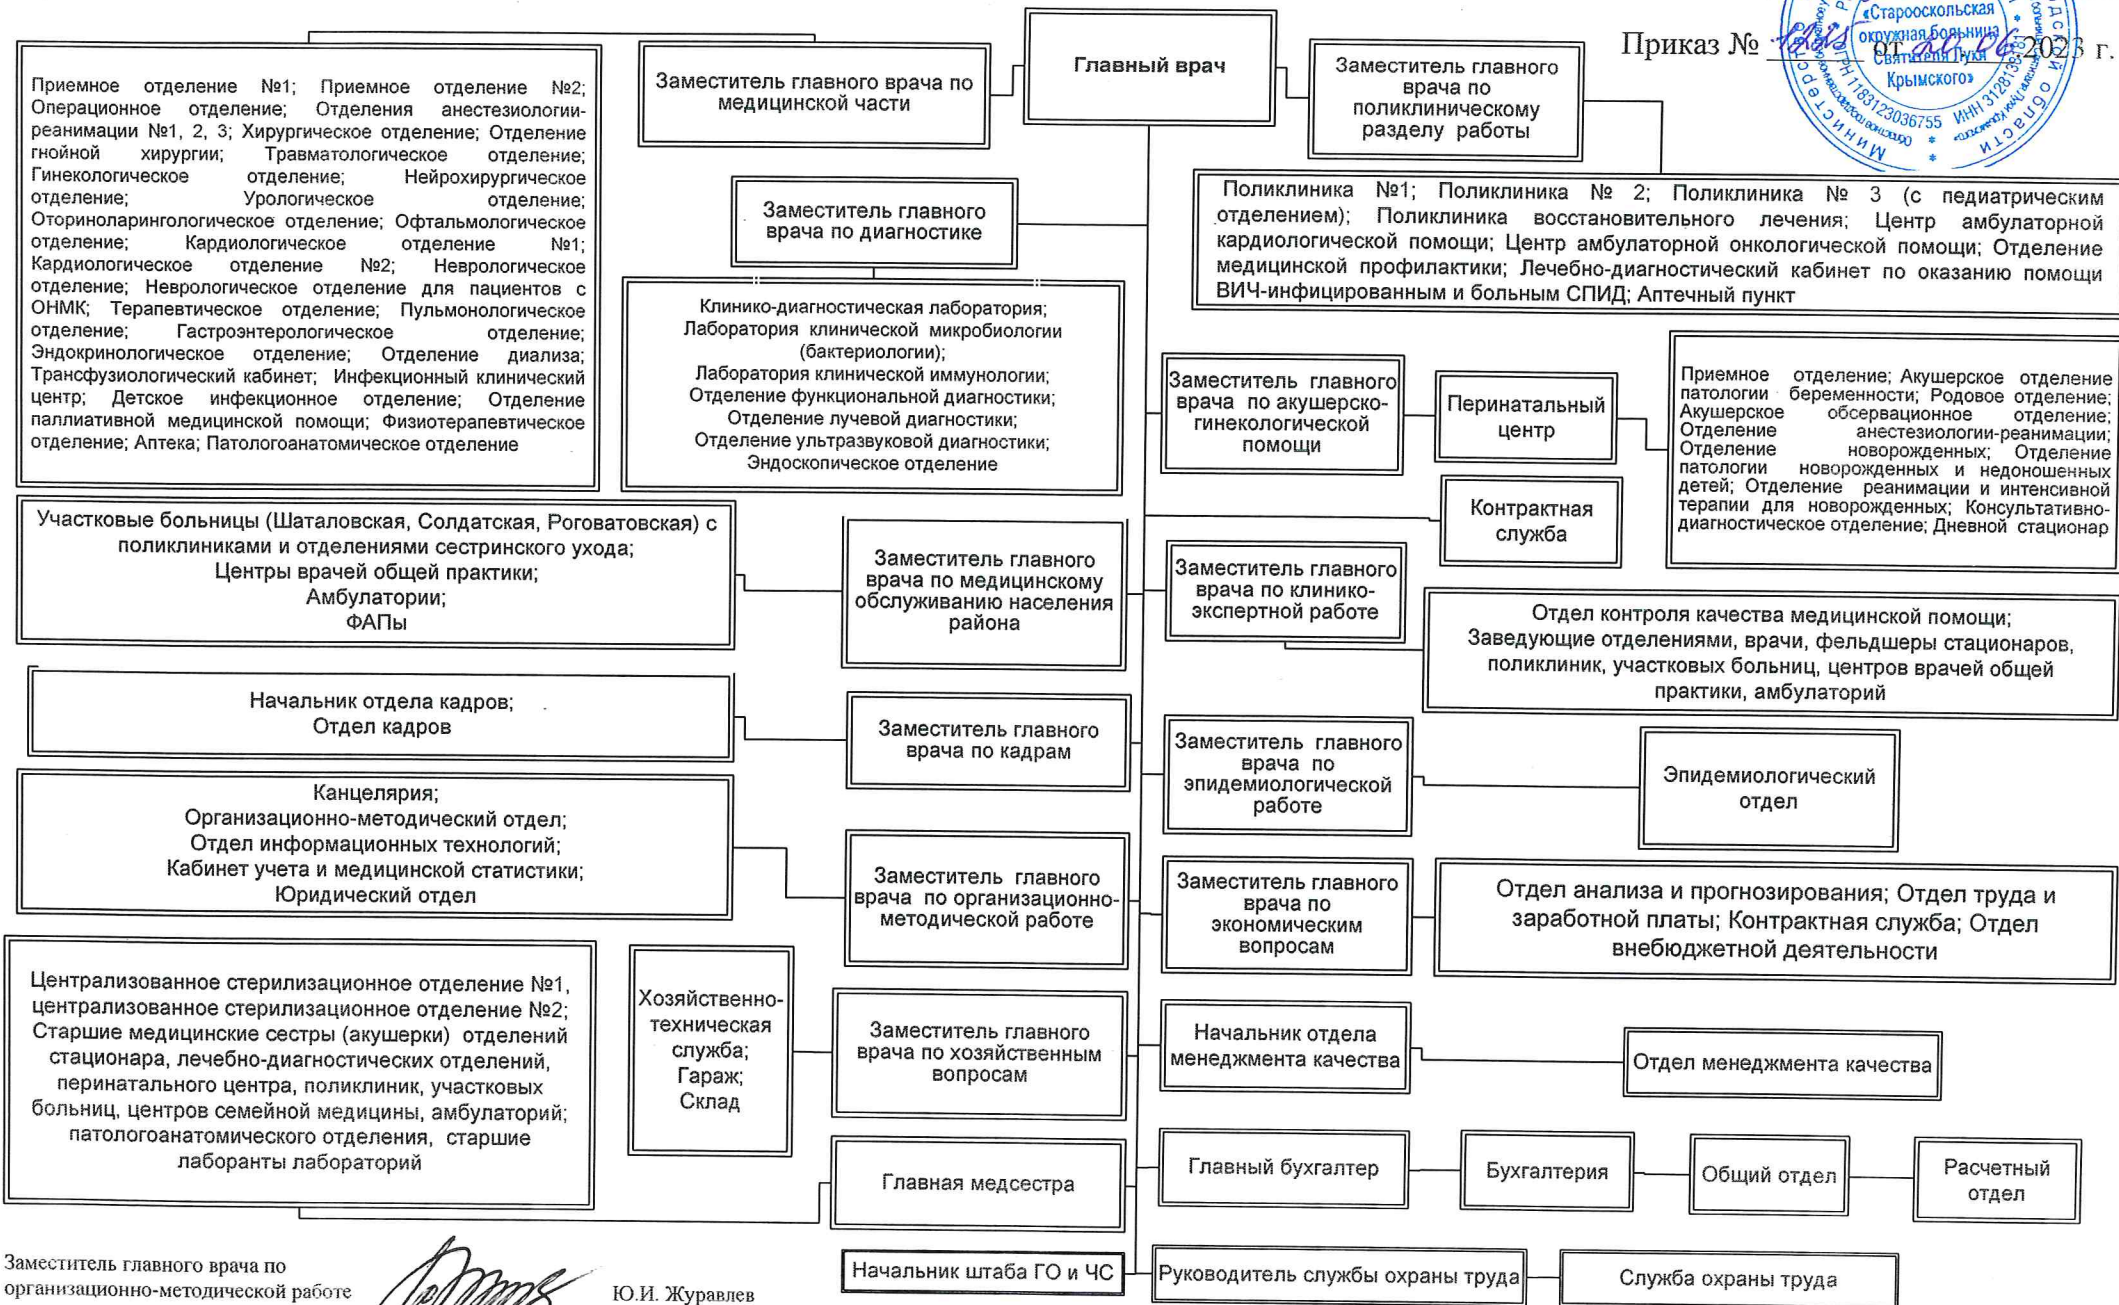 Главный врач
Приказ №
от 20.06.2023 г.
«Старооскольская
окружная больница
Святителя Луки
Крымского»
ОГРН 1183123036755 ИНН
Заместитель главного врача по
медицинской части
Заместитель главного
врача по
поликлиническому
разделу работы
Приемное отделение №1; Приемное отделение №2;
Операционное отделение; Отделения анестезиологии-
реанимации №1, 2, 3; Хирургическое отделение; Отделение
гнойной хирургии; Травматологическое отделение;
Гинекологическое отделение; Нейрохирургическое
отделение; Урологическое отделение;
Оториноларингологическое отделение; Офтальмологическое
отделение; Кардиологическое отделение №1;
Кардиологическое отделение №2; Неврологическое
отделение; Неврологическое отделение для пациентов с
ОНМК; Терапевтическое отделение; Пульмонологическое
отделение; Гастроэнтерологическое отделение;
Эндокринологическое отделение; Отделение диализа;
Трансфузиологический кабинет; Инфекционный клинический
центр; Детское инфекционное отделение; Отделение
паллиативной медицинской помощи; Физиотерапевтическое
отделение; Аптека; Патологоанатомическое отделение
Заместитель главного
врача по диагностике
Поликлиника №1; Поликлиника № 2; Поликлиника № 3 (с педиатрическим
отделением); Поликлиника восстановительного лечения; Центр амбулаторной
кардиологической помощи; Центр амбулаторной онкологической помощи; Отделение
медицинской профилактики; Лечебно-диагностический кабинет по оказанию помощи
ВИЧ-инфицированным и больным СПИД; Аптечный пункт
Клинико-диагностическая лаборатория;
Лаборатория клинической микробиологии
(бактериологии);
Лаборатория клинической иммунологии;
Отделение функциональной диагностики;
Отделение лучевой диагностики;
Отделение ультразвуковой диагностики;
Эндоскопическое отделение
Заместитель главного
врача по акушерско-
гинекологической
помощи
Перинатальный
центр
Приемное отделение; Акушерское отделение
патологии беременности; Родовое отделение;
Акушерское обсервационное отделение;
Отделение анестезиологии-реанимации;
Отделение новорожденных; Отделение
патологии новорожденных и недоношенных
детей; Отделение реанимации и интенсивной
терапии для новорожденных; Консультативно-
диагностическое отделение; Дневной стационар
Контрактная
служба
Участковые больницы (Шаталовская, Солдатская, Роговатовская) с
поликлиниками и отделениями сестринского ухода;
Центры врачей общей практики;
Амбулатории;
ФАПы
Заместитель главного
врача по медицинскому
обслуживанию населения
района
Заместитель главного
врача по клинико-
экспертной работе
Отдел контроля качества медицинской помощи;
Заведующие отделениями, врачи, фельдшеры стационаров,
поликлиник, участковых больниц, центров врачей общей
практики, амбулаторий
Начальник отдела кадров;
Отдел кадров
Заместитель главного
врача по кадрам
Заместитель главного
врача по
эпидемиологической
работе
Эпидемиологический
отдел
Канцелярия;
Организационно-методический отдел;
Отдел информационных технологий;
Кабинет учета и медицинской статистики;
Юридический отдел
Заместитель главного
врача по организационно-
методической работе
Заместитель главного
врача по
экономическим
вопросам
Отдел анализа и прогнозирования; Отдел труда и
заработной платы; Контрактная служба; Отдел
внебюджетной деятельности
Централизованное стерилизационное отделение №1,
централизованное стерилизационное отделение №2;
Старшие медицинские сестры (акушерки) отделений
стационара, лечебно-диагностических отделений,
перинатального центра, поликлиник, участковых
больниц, центров семейной медицины, амбулаторий;
патологоанатомического отделения, старшие
лаборанты лабораторий
Хозяйственно-
техническая
служба;
Гараж;
Склад
Заместитель главного
врача по хозяйственным
вопросам
Начальник отдела
менеджмента качества
Отдел менеджмента качества
Главная медсестра
Главный бухгалтер
Бухгалтерия
Общий отдел
Расчетный
отдел
Начальник штаба ГО и ЧС
Руководитель службы охраны труда
Служба охраны труда
Заместитель главного врача по
организационно-методической работе
Ю.И. Журавлев